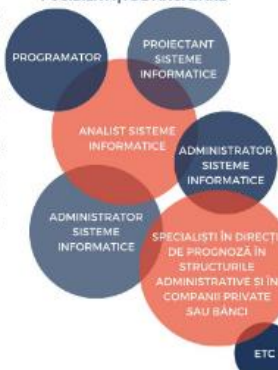 PROGRAMATOR
PROIECTANT
SISTEME
INFORMATICE
ANALIST SISTEME
INFORMATICE
ADMINISTRATOR
SISTEME
INFORMATICE
ADMINISTRATOR
SISTEME
INFORMATICE
SPECIALIȘTI ÎN DIRECȚI
DE PROGNOZĂ ÎN
STRUCTURILE
ADMINISTRATIVE ȘI ÎN
COMPANII PRIVATE
SAU BĂNCI
ETC